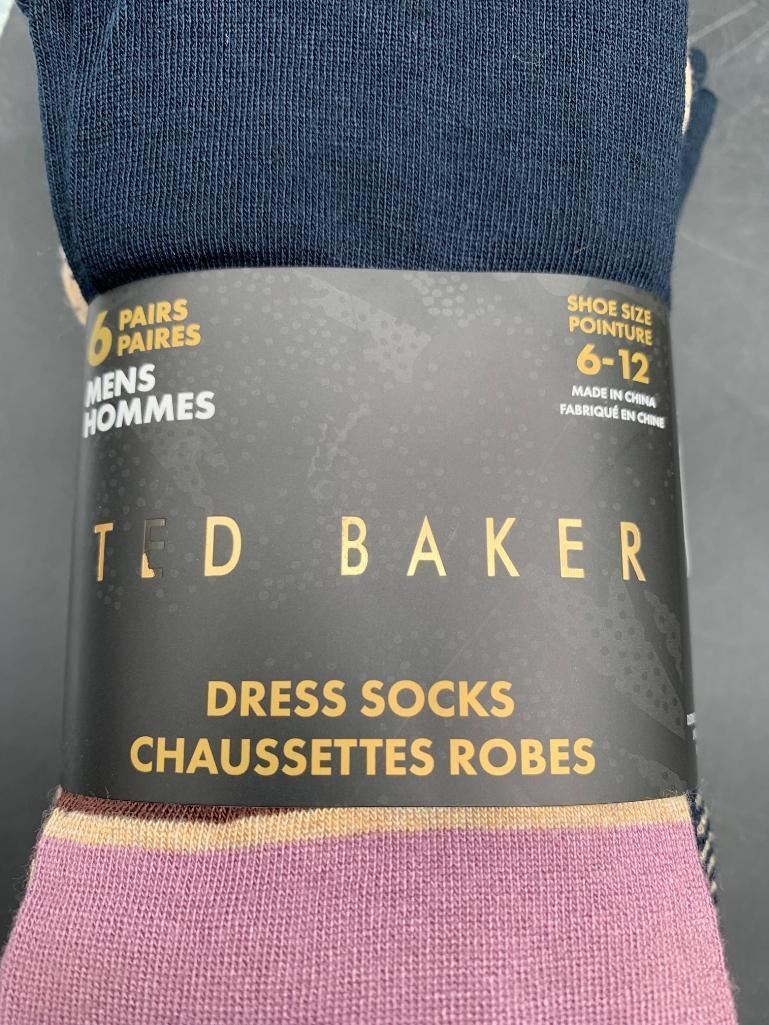 6 PAIRS
PAIRES
MENS
HOMMES
SHOE SIZE
POINTURE
6-12
MADE IN CHINA
FABRIQUÉ EN CHINE
TED BAKER
DRESS SOCKS
CHAUSSETTES ROBES